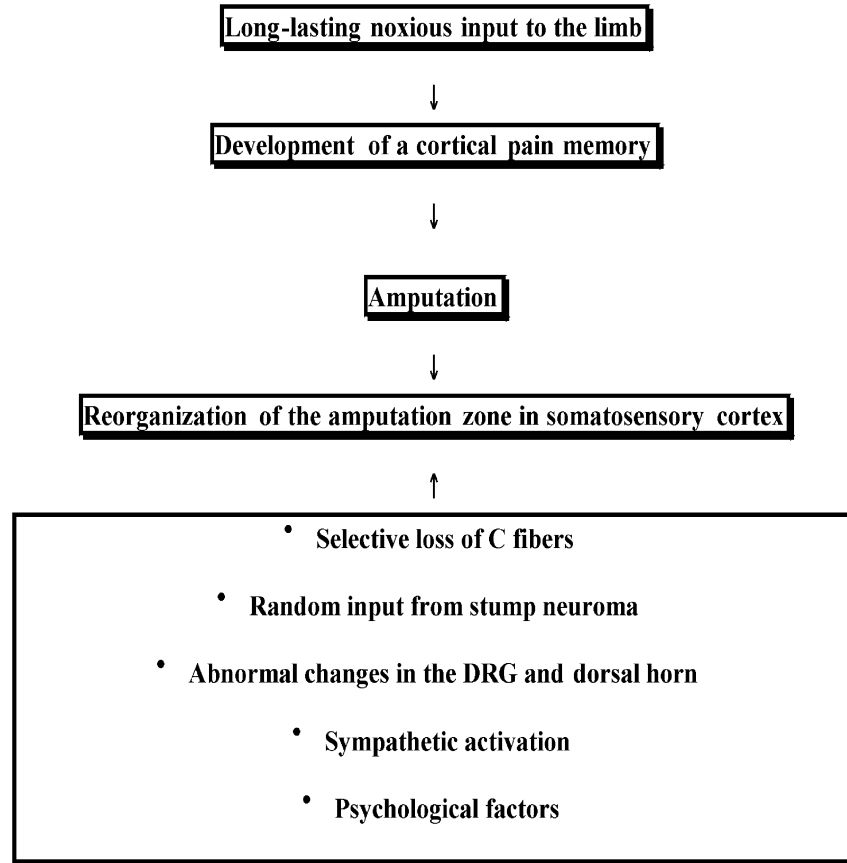 Long-lasting noxious input to the limb
Development of a cortical pain memory
Amputation
Reorganization of the amputation zone in somatosensory cortex
• Selective loss of C fibers
• Random input from stump neuroma
• Abnormal changes in the DRG and dorsal horn
• Sympathetic activation
• Psychological factors